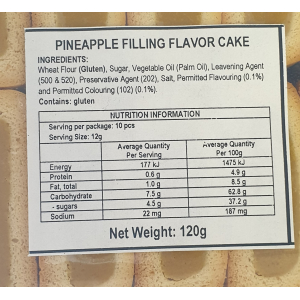 PINEAPPLE FILLING FLAVOR CAKE
INGREDIENTS:
Wheat Flour (Gluten), Sugar, Vegetable Oil (Palm Oil), Leavening Agent
(500 & 520), Preservative Agent (202), Salt, Permitted Flavouring (0.1%)
and Pormitted Colouring (102) (0.1%).
Contains: gluten
NUTRITION INFORMATION
Serving per package: 10 pcs
Serving Size: 12g
Average Quantity Per Serving Average Quantity Per 100g
Energy 177 kJ 1475 kJ
Protein 0.6 g 4.9 g
Fat, total 1.0 g 8.5 g
Carbohydrate 7.5 g 62.8 g
- sugars 4.5 g 37.2 g
Sodium 22 mg 187 mg
Net Weight: 120g